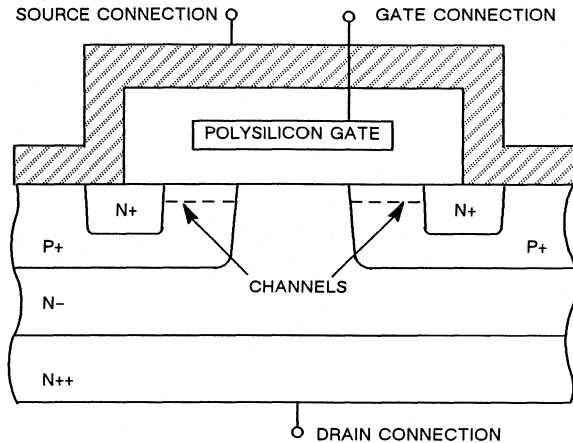 SOURCE CONNECTION
GATE CONNECTION
POLYSILICON GATE
N+
N+
P+
P+
CHANNELS
N-
N++
DRAIN CONNECTION